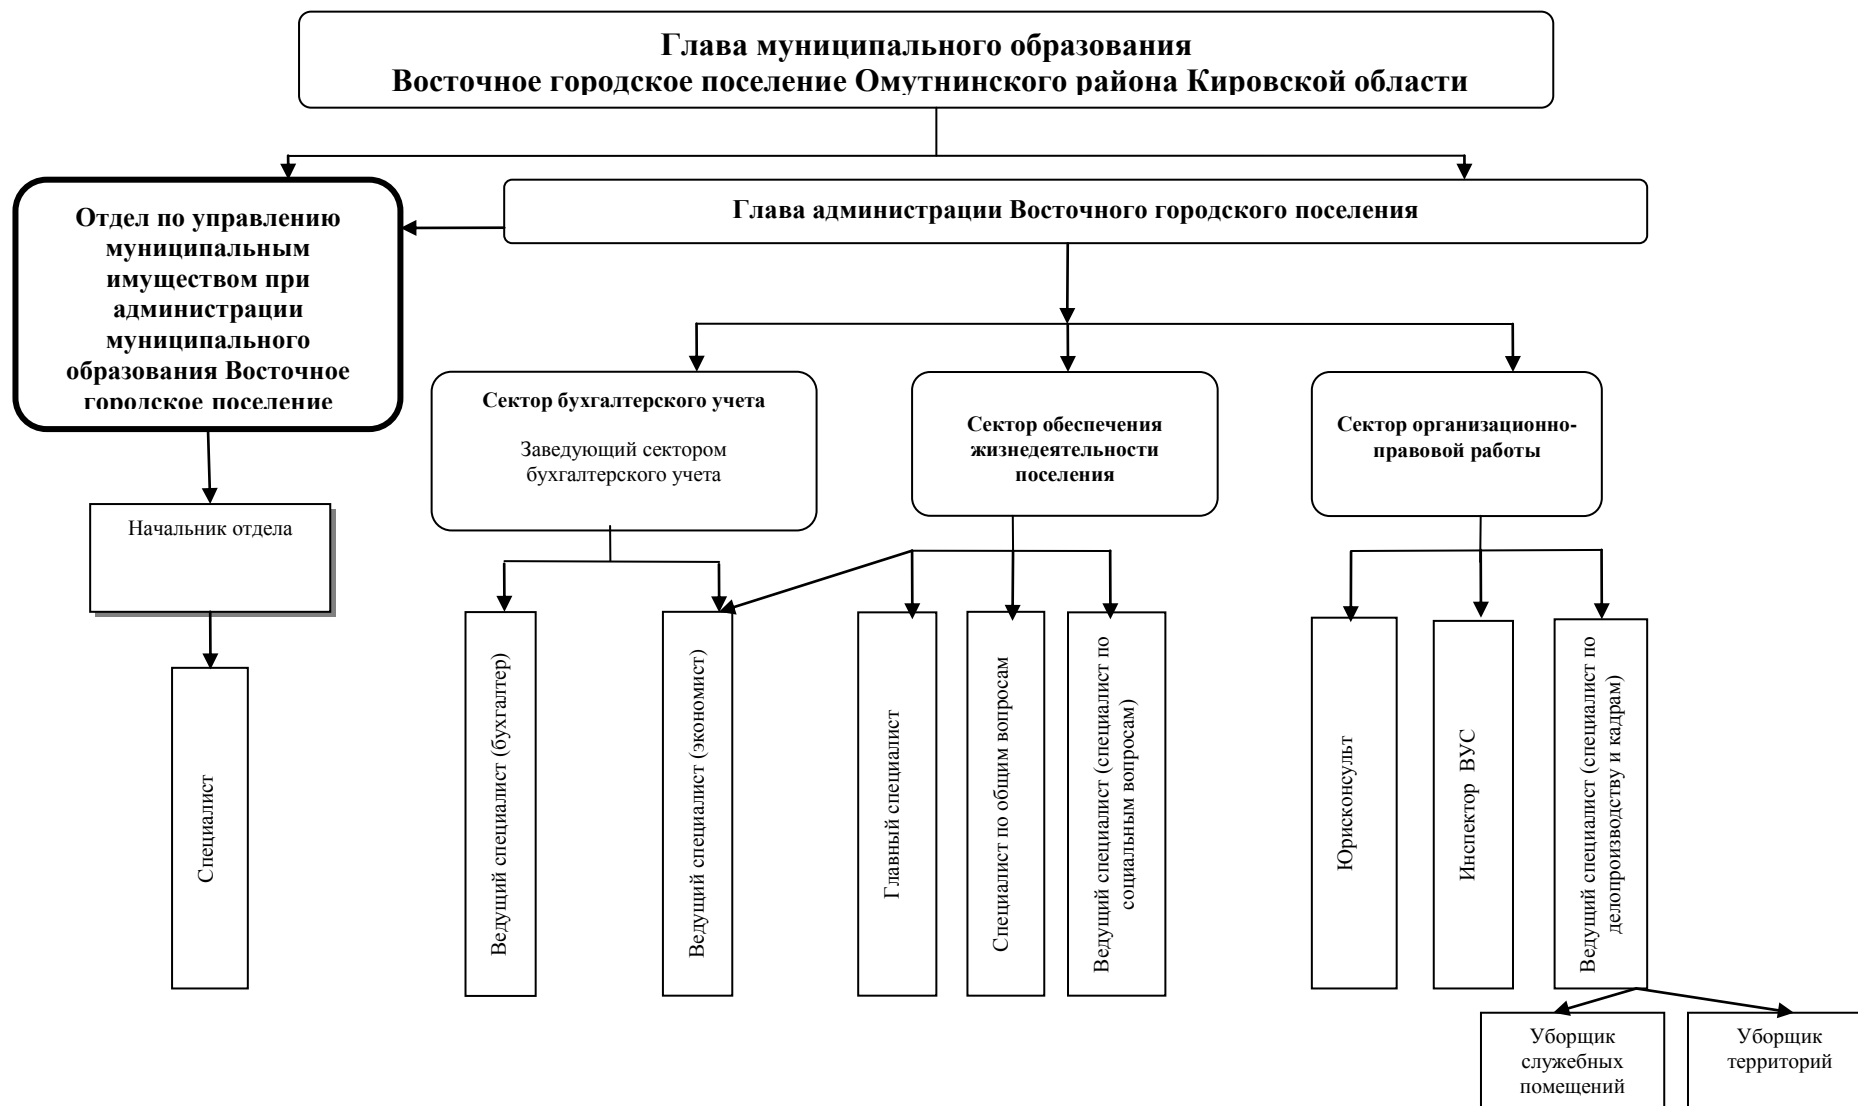 Глава муниципального образования
Восточное городское поселение Омутнинского района Кировской области
Отдел по управлению
муниципальным
имуществом при
администрации
муниципального
образования Восточное
городское поселение
Глава администрации Восточного городского поселения
Сектор бухгалтерского учета
Заведующий сектором
бухгалтерского учета
Сектор обеспечения
жизнедеятельности
поселения
Сектор организационно-
правовой работы
Начальник отдела
Специалист
Ведущий специалист (бухгалтер)
Ведущий специалист (экономист)
Главный специалист
Специалист по общим вопросам
Ведущий специалист (специалист по
социальным вопросам)
Юрисконсульт
Инспектор ВУС
Ведущий специалист (специалист по
делопроизводству и кадрам)
Уборщик
служебных
помещений
Уборщик
территорий